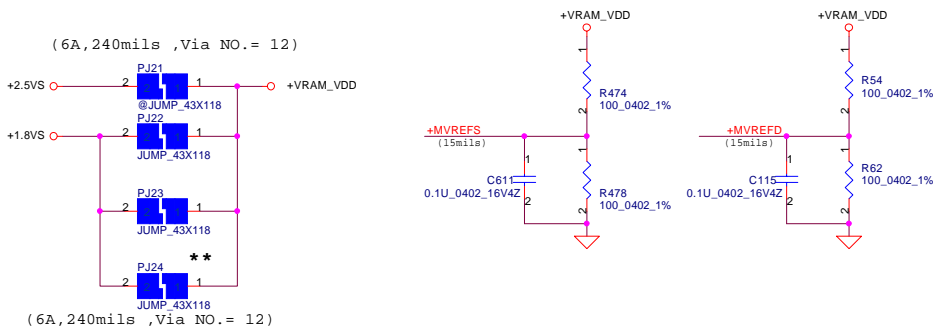 (6A,240mils ,Via NO.= 12)
PJ21
+2.5VS
2 2 1 1
+VRAM_VDD
@JUMP_43X118
PJ22
+1.8VS
2 2 1 1
JUMP_43X118
PJ23
2 2 1 1
JUMP_43X118
**
PJ24
2 2 1 1
JUMP_43X118
(6A,240mils ,Via NO.= 12)
+VRAM_VDD
1
R474
100_0402_1%
2
+MVREFS
(15mils)
1
C611
0.1U_0402_16V4Z
2
1
R478
100_0402_1%
2
+VRAM_VDD
1
R54
100_0402_1%
2
+MVREFD
(15mils)
1
C115
0.1U_0402_16V4Z
2
1
R62
100_0402_1%
2